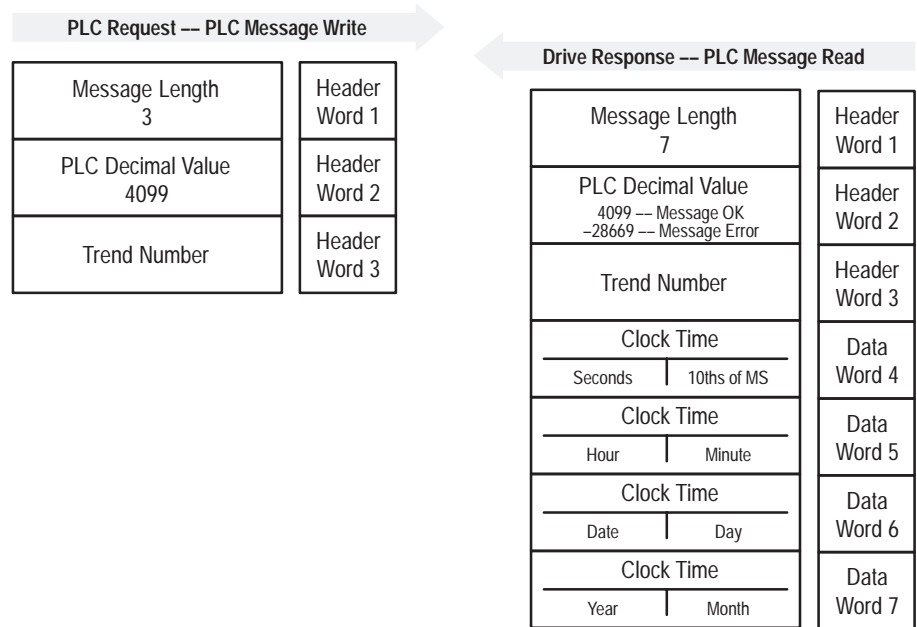 PLC Request –– PLC Message Write
Message Length
3
Header
Word 1
PLC Decimal Value
4099
Header
Word 2
Trend Number
Header
Word 3
Drive Response –– PLC Message Read
Message Length
7
Header
Word 1
PLC Decimal Value
4099 –– Message OK
–28669 –– Message Error
Header
Word 2
Trend Number
Header
Word 3
Clock Time
Seconds 10ths of MS
Data
Word 4
Clock Time
Hour Minute
Data
Word 5
Clock Time
Date Day
Data
Word 6
Clock Time
Year Month
Data
Word 7